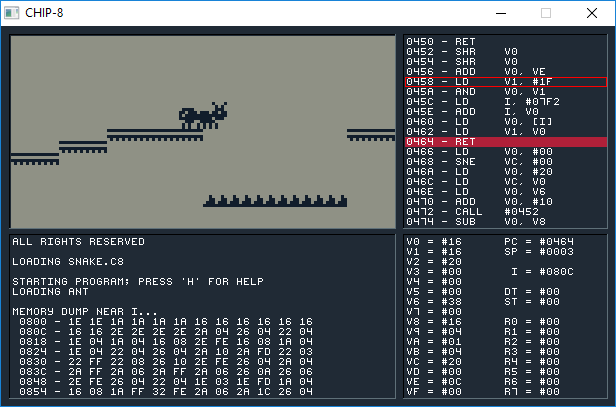 CHIP-8
0450 - RET
0452 - SHR V0
0454 - SHR V0
0456 - ADD V0, VE
0458 - LD V1, #1F
045A - AND V0, V1
045C - LD I, #07F2
045E - ADD I, V0
0460 - LD V0, [I]
0462 - LD V1, V0
0464 - RET
0466 - LD V0, #00
0468 - SNE VC, #00
046A - LD V0, #20
046C - LD VC, V0
046E - LD V0, V6
0470 - ADD V0, #10
0472 - CALL #0452
0474 - SUB V0, V8
ALL RIGHTS RESERVED
LOADING SNAKE.C8
STARTING PROGRAM; PRESS 'H' FOR HELP
LOADING ANT
MEMORY DUMP NEAR I...
0800 - 1E 1E 1A 1A 1A 1A 16 16 16 16 16 16
080C - 16 16 2E 2E 2E 2E 2A 04 26 04 22 04
0818 - 1E 04 1A 04 16 08 2E FE 16 08 1A 04
0824 - 1E 04 22 04 26 04 2A 10 2A FD 22 03
0830 - 22 FF 22 08 26 10 2E FE 26 04 2A 04
083C - 2A FF 2A 06 2A FF 2A 06 26 0A 26 06
0848 - 2E FE 26 04 22 04 1E 03 1E FD 1A 04
0854 - 16 08 1A FF 32 FE 2A 06 2A 1C 26 04
V0 = #16 PC = #0464
V1 = #16 SP = #0003
V2 = #20
V3 = #00 I = #080C
V4 = #00
V5 = #00 DT = #00
V6 = #38 ST = #00
V7 = #00
V8 = #16 R0 = #00
V9 = #04 R1 = #00
VA = #01 R2 = #00
VB = #04 R3 = #00
VC = #20 R4 = #00
VD = #00 R5 = #00
VE = #0C R6 = #00
VF = #00 R7 = #00